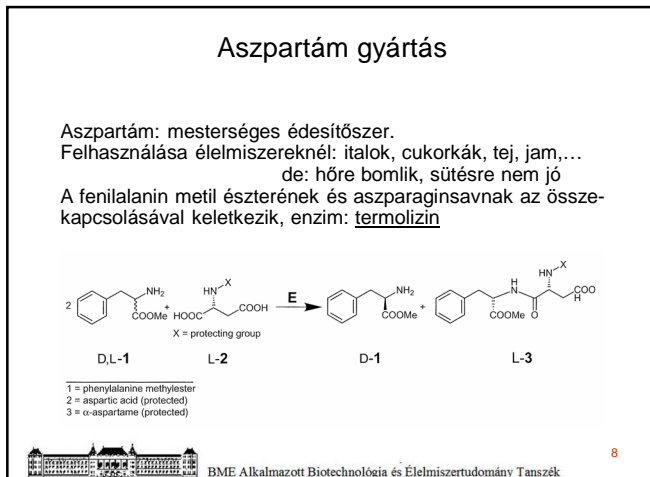 Aszpartám gyártás
Aszpartám: mesterséges édesítőszer.
Felhasználása élelmiszereknél: italok, cukorkák, tej, jam,...
de: hőre bomlik, sütésre nem jó
A fenilalanin metil észterének és aszparaginsavnak az össze-
kapcsolásával keletkezik, enzim: termolizin
2
NH2
COOMe
+
HN-X
HOOC
COOH
X = protecting group
E
NH2
COOMe
+
H
N
COOMe
O
HN-X
COO
H
D,L-1
L-2
D-1
L-3
1 = phenylalanine methylester
2 = aspartic acid (protected)
3 = α-aspartame (protected)
BME Alkalmazott Biotechnológia és Élelmiszertudomány Tanszék
8